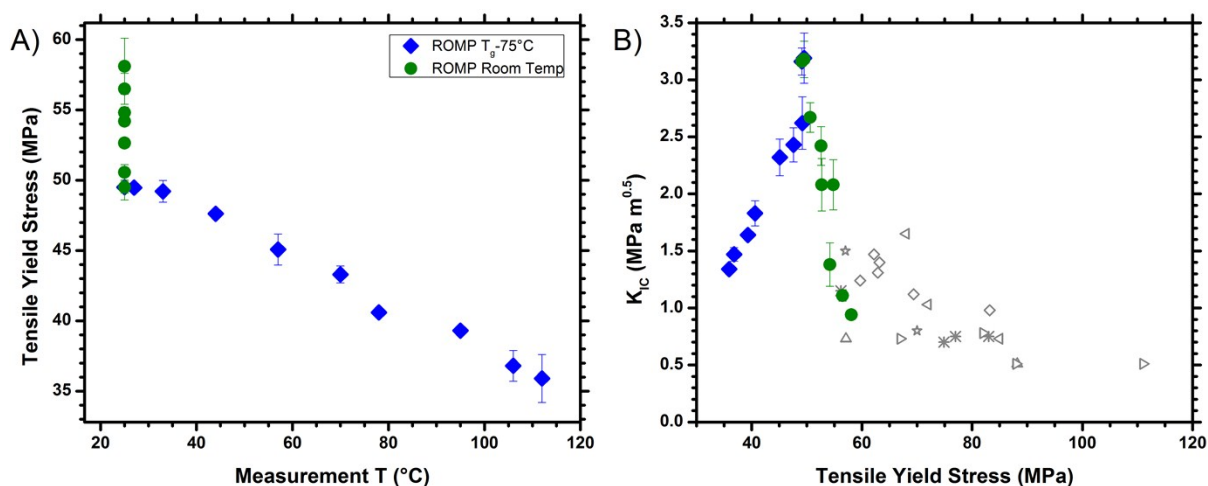 A)
60
55
50
45
40
35
Tensile Yield Stress (MPa)
ROMP Tg-75°C
ROMP Room Temp
20 40 60 80 100 120
Measurement T (°C)
B)
3.5
3.0
2.5
2.0
1.5
1.0
0.5
0.0
KIC (MPa m0.5)
40 60 80 100 120
Tensile Yield Stress (MPa)